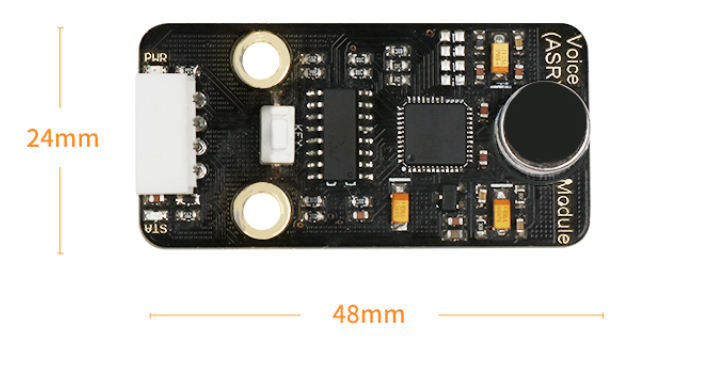 PWR
Voice
(ASR)
24mm
KEY
STA
Module
48mm